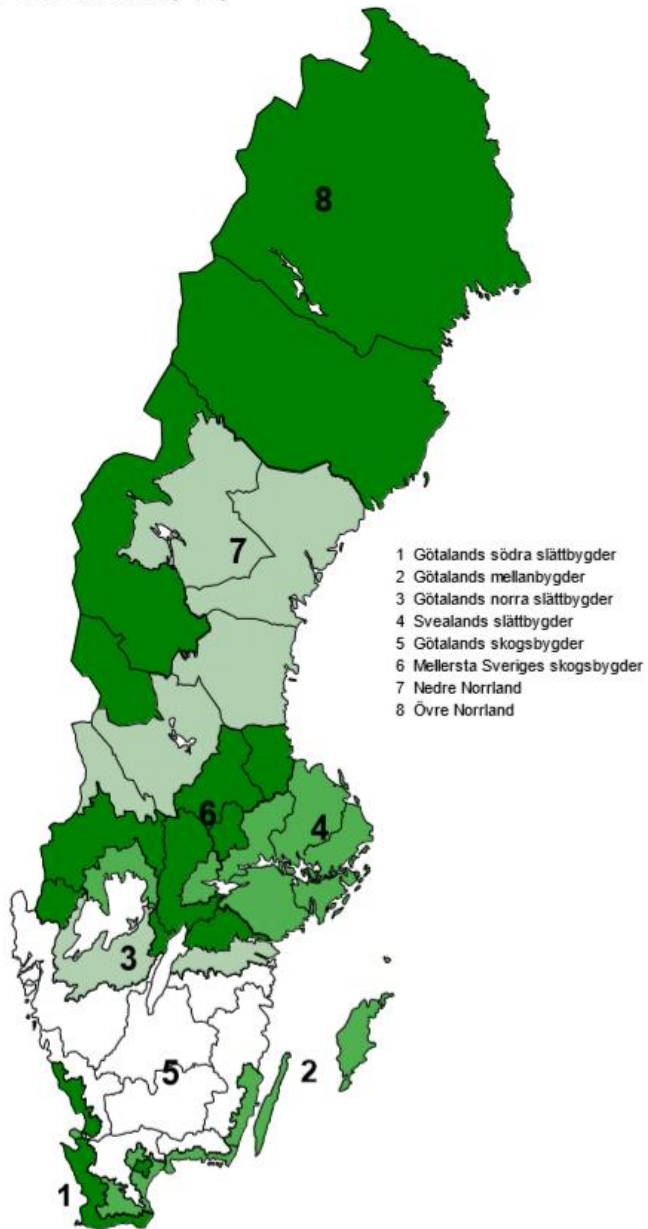 8
7
1 Götalands södra slättbygder
2 Götalands mellanbygder
3 Götalands norra slättbygder
4 Svealands slättbygder
5 Götalands skogsbygder
6 Mellersta Sveriges skogsbygder
7 Nedre Norrland
8 Övre Norrland
6
4
3
5
2
1